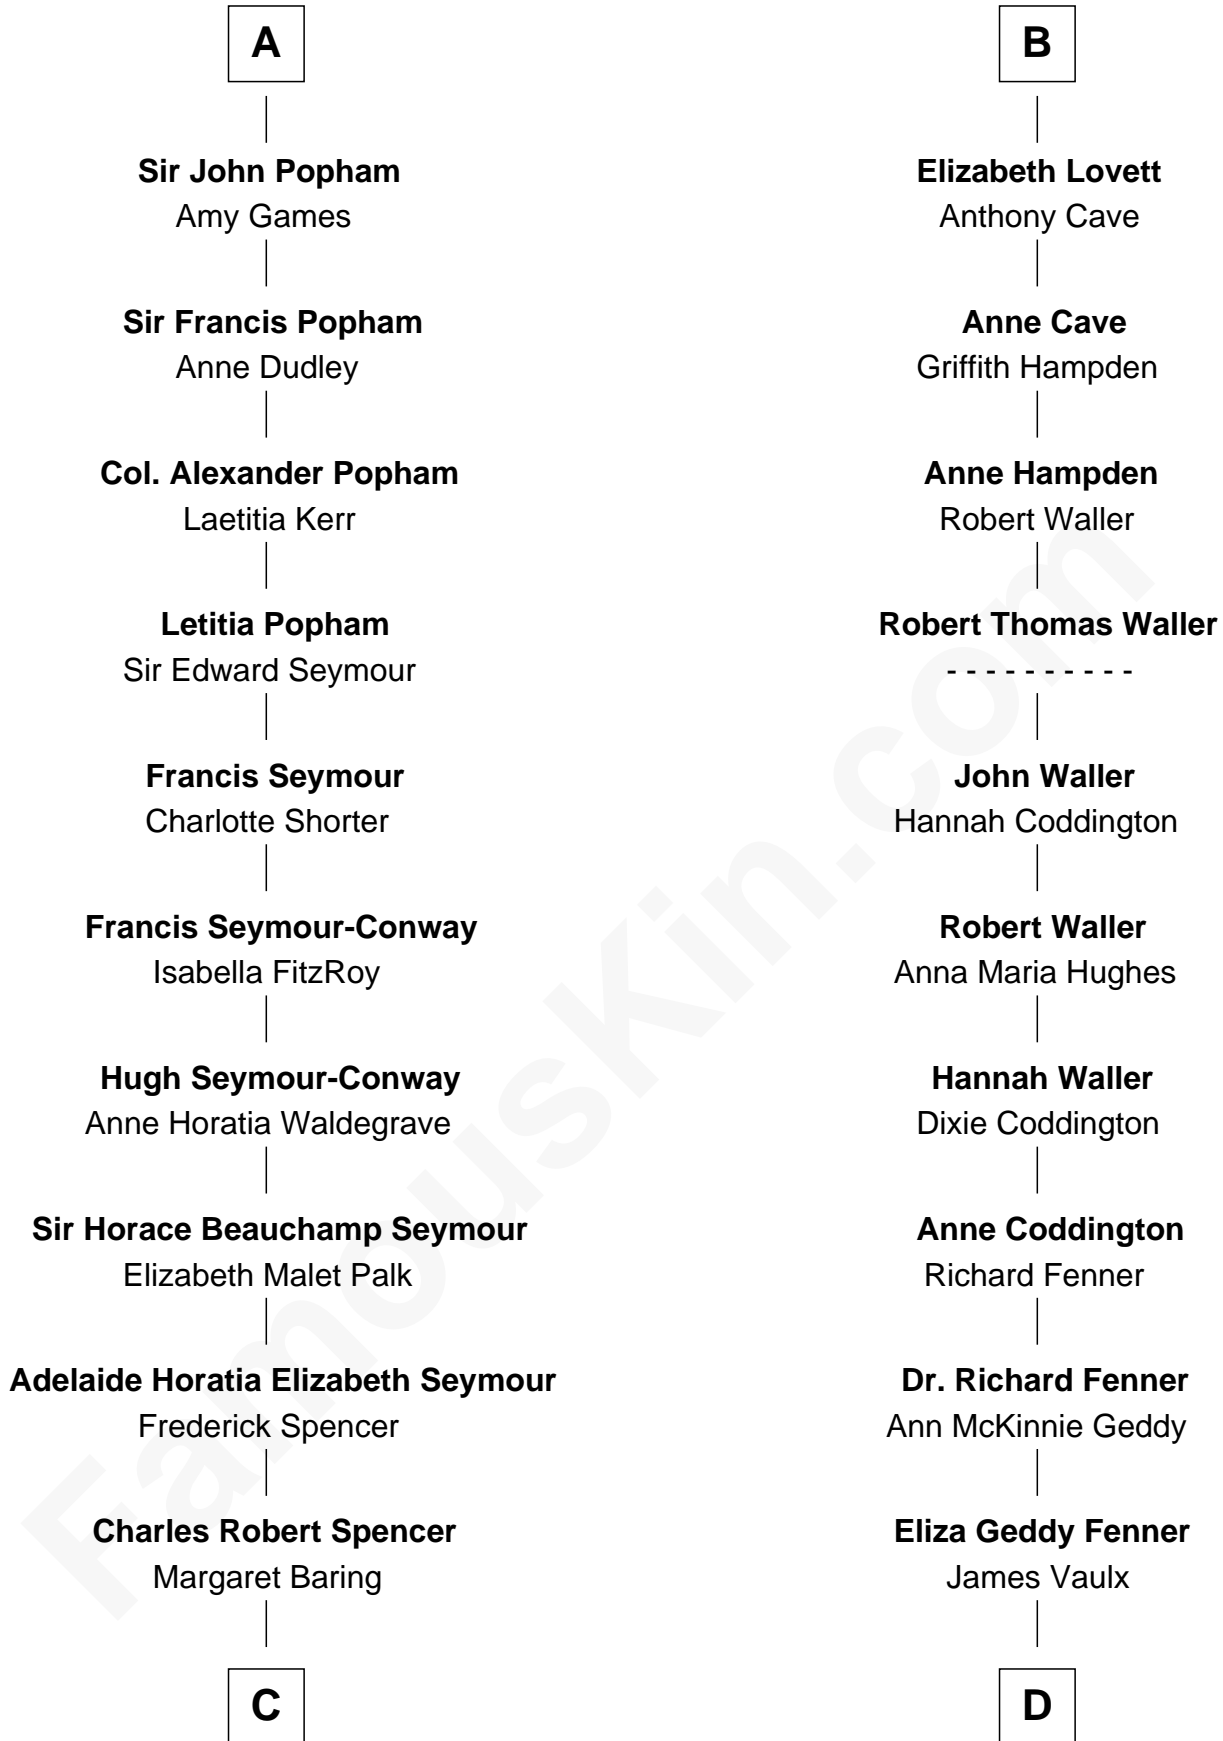 A
Sir John Popham
Amy Games
Sir Francis Popham
Anne Dudley
Col. Alexander Popham
Laetitia Kerr
Letitia Popham
Sir Edward Seymour
Francis Seymour
Charlotte Shorter
Francis Seymour-Conway
Isabella FitzRoy
Hugh Seymour-Conway
Anne Horatia Waldegrave
Sir Horace Beauchamp Seymour
Elizabeth Malet Palk
Adelaide Horatia Elizabeth Seymour
Frederick Spencer
Charles Robert Spencer
Margaret Baring
C
B
Elizabeth Lovett
Anthony Cave
Anne Cave
Griffith Hampden
Anne Hampden
Robert Waller
Robert Thomas Waller
- - - - - - - - - -
John Waller
Hannah Coddington
Robert Waller
Anna Maria Hughes
Hannah Waller
Dixie Coddington
Anne Coddington
Richard Fenner
Dr. Richard Fenner
Ann McKinnie Geddy
Eliza Geddy Fenner
James Vaulx
D
FamousKin.com